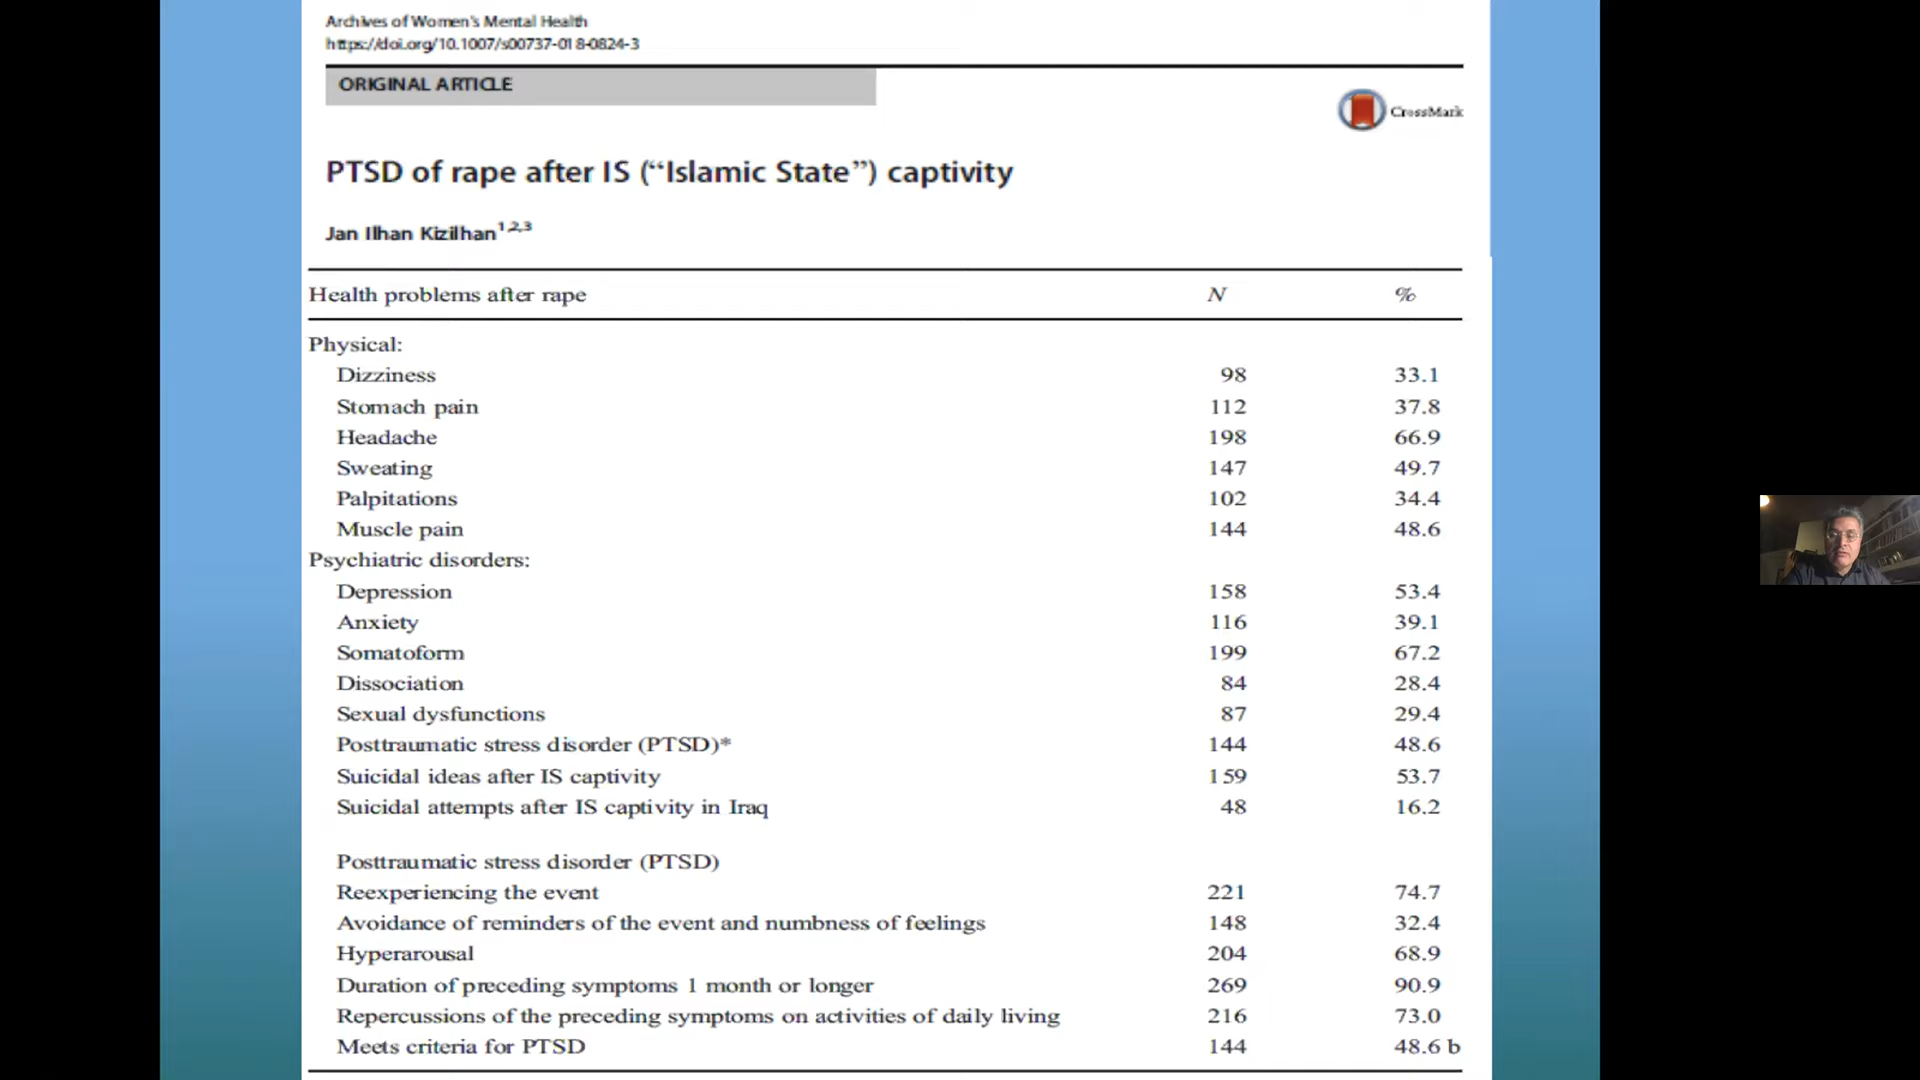 Archives of Women's Mental Health
https://doi.org/10.1007/s00737-018-0824-3
ORIGINAL ARTICLE
CrossMark
PTSD of rape after IS (“Islamic State”) captivity
Jan Ilhan Kizilhan1,2,3
Health problems after rape N %
Physical:
Dizziness 98 33.1
Stomach pain 112 37.8
Headache 198 66.9
Sweating 147 49.7
Palpitations 102 34.4
Muscle pain 144 48.6
Psychiatric disorders:
Depression 158 53.4
Anxiety 116 39.1
Somatoform 199 67.2
Dissociation 84 28.4
Sexual dysfunctions 87 29.4
Posttraumatic stress disorder (PTSD)* 144 48.6
Suicidal ideas after IS captivity 159 53.7
Suicidal attempts after IS captivity in Iraq 48 16.2
Posttraumatic stress disorder (PTSD)
Reexperiencing the event 221 74.7
Avoidance of reminders of the event and numbness of feelings 148 32.4
Hyperarousal 204 68.9
Duration of preceding symptoms 1 month or longer 269 90.9
Repercussions of the preceding symptoms on activities of daily living 216 73.0
Meets criteria for PTSD 144 48.6 b